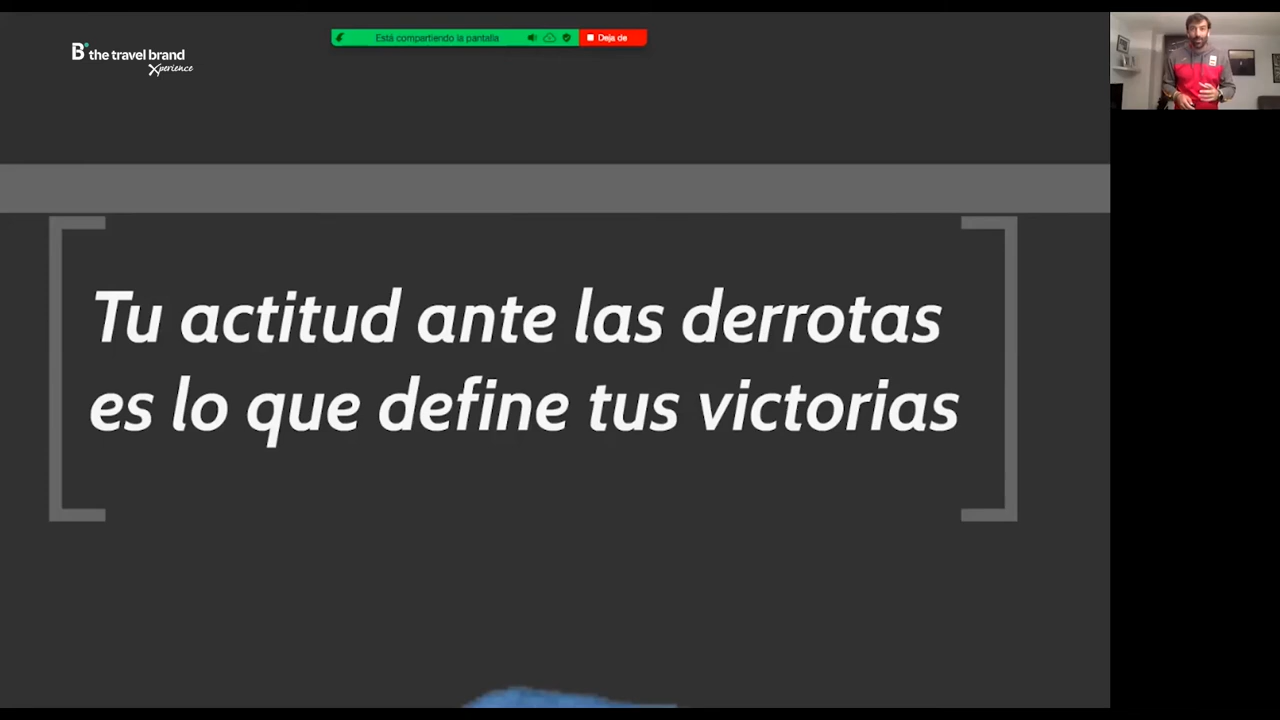 B the travel brand
Xperience
Está compartiendo la pantalla
Deja de
Tu actitud ante las derrotas
es lo que define tus victorias